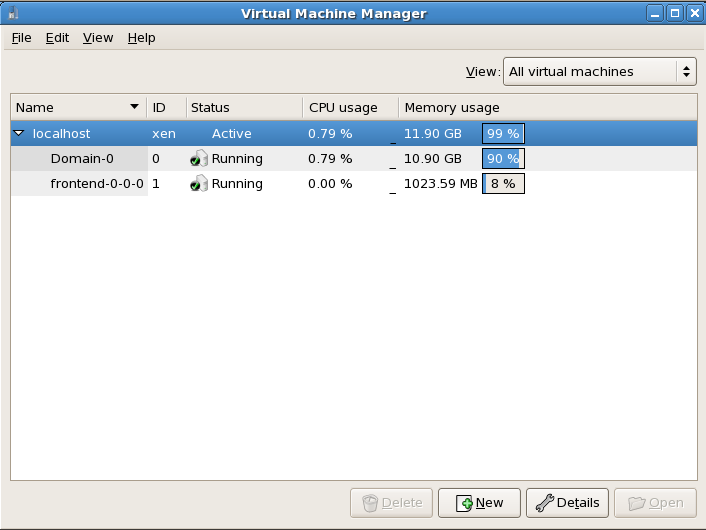 Virtual Machine Manager
File Edit View Help
View: All virtual machines
Name ID Status CPU usage Memory usage
localhost xen Active 0.79 % 11.90 GB 99 %
Domain-0 0 Running 0.79 % 10.90 GB 90 %
frontend-0-0-0 1 Running 0.00 % 1023.59 MB 8 %
Delete New Details Open